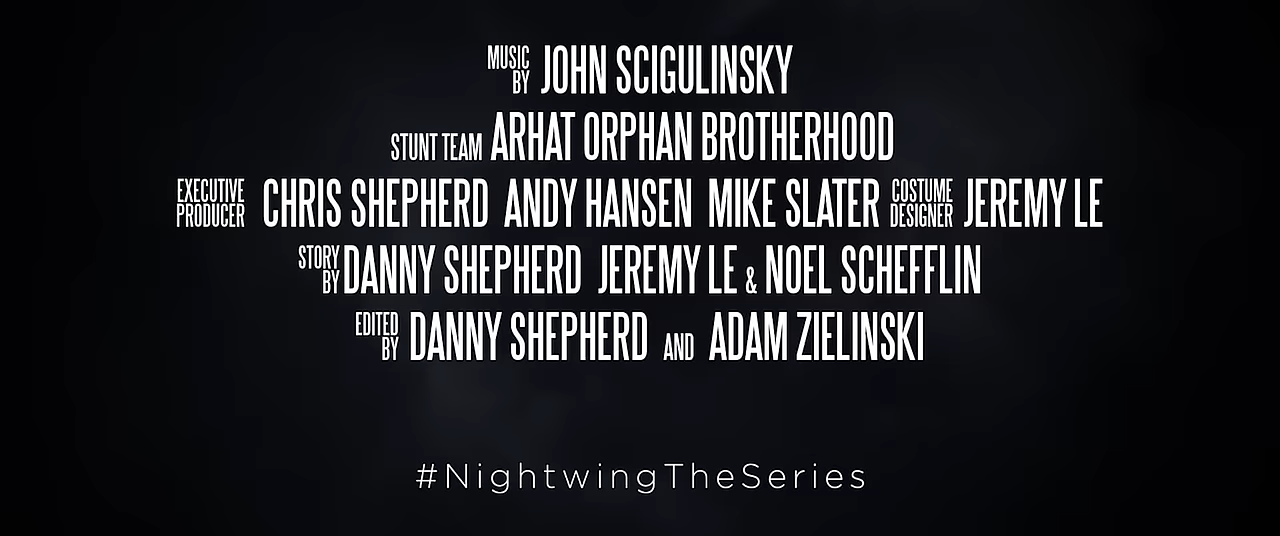 MUSIC BY JOHN SCIGULINSKY
STUNT TEAM ARHAT ORPHAN BROTHERHOOD
EXECUTIVE PRODUCER CHRIS SHEPHERD ANDY HANSEN MIKE SLATER COSTUME DESIGNER JEREMY LE
STORY BY DANNY SHEPHERD JEREMY LE & NOEL SCHEFFLIN
EDITED BY DANNY SHEPHERD AND ADAM ZIELINSKI
#NightwingTheSeries